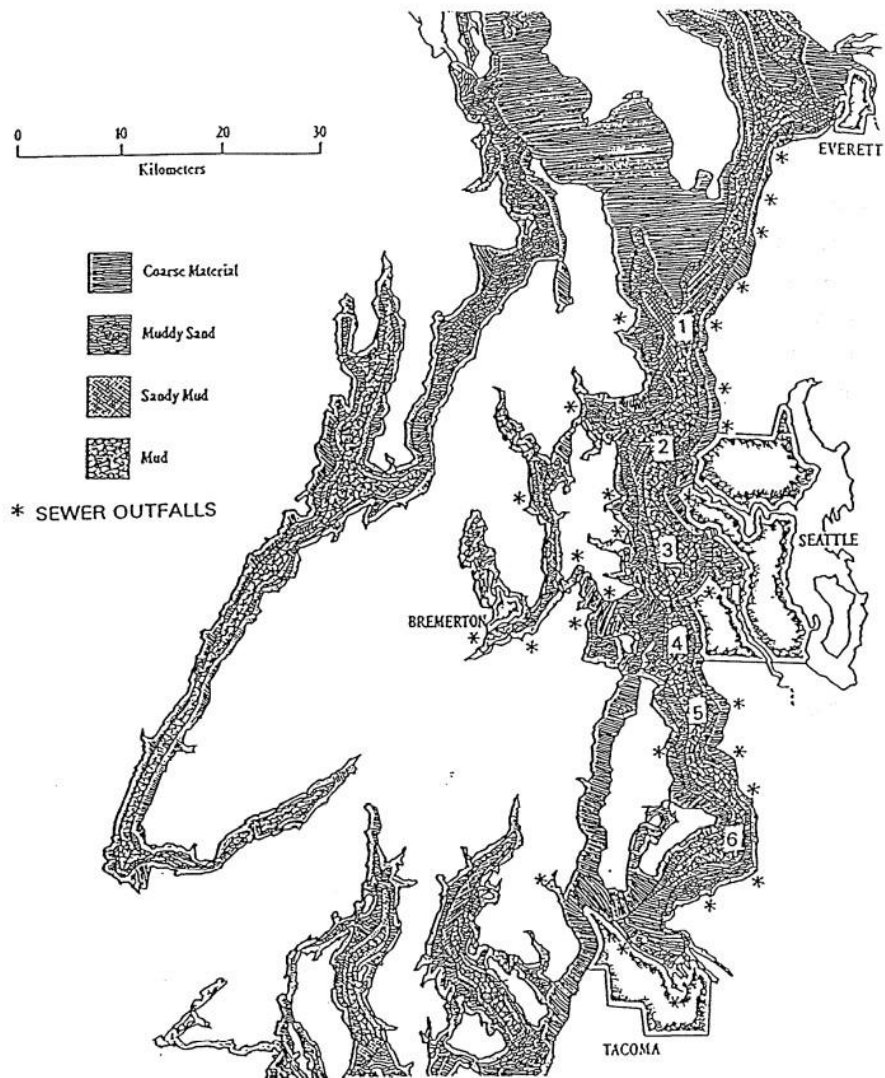 0 10 20 30
Kilometers
EVERETT
Coarse Material
Muddy Sand
Sandy Mud
Mud
* SEWER OUTFALLS
1
2
3
SEATTLE
BREMERTON
4
5
6
TACOMA